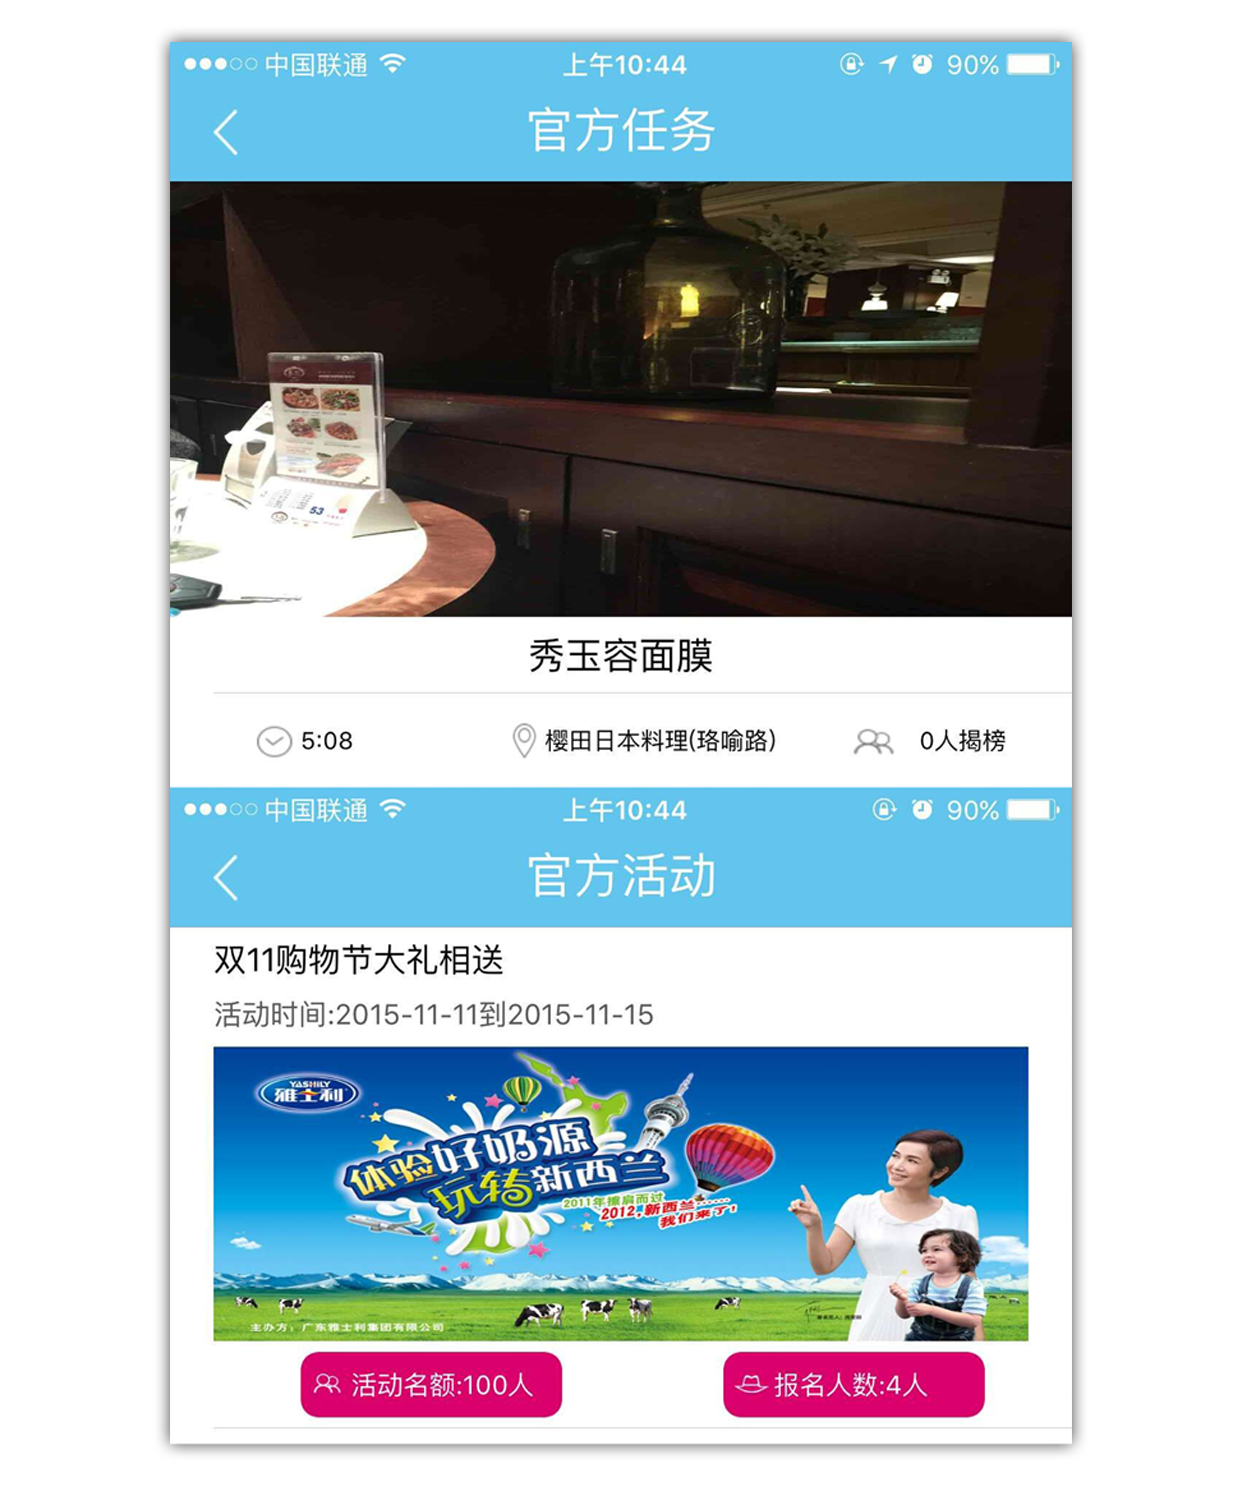 中国联通
上午10:44
90%
官方任务
53
秀玉容面膜
5:08
樱田日本料理(珞喻路)
0人揭榜
中国联通
上午10:44
90%
官方活动
双11购物节大礼相送
活动时间:2015-11-11到2015-11-15
YASHILY
雅士利
体验好奶源
玩转新西兰
2011年擦肩而过
2012,新西兰······
我们来了!
主办方：广东雅士利集团有限公司
活动名额:100人
报名人数:4人